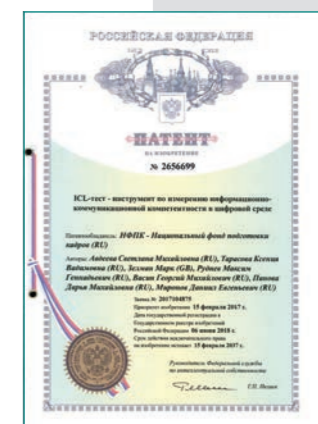 РОССИЙСКАЯ ФЕДЕРАЦИЯ
ПАТЕНТ
НА ИЗОБРЕТЕНИЕ
№ 2656699
ICL-тест - инструмент по измерению информационно-
коммуникационной компетентности в цифровой среде
Патентообладатель: НФПК - Национальный фонд подготовки
кадров (RU)
Авторы: Авдеева Светлана Михайловна (RU), Тарасова Ксения
Вадимовна (RU), Зелман Марк (GB), Руднев Максим
Геннадьевич (RU), Васин Георгий Михайлович (RU), Панова
Дарья Михайловна (RU), Миронов Даниил Евгеньевич (RU)
Заявка № 2017104875
Приоритет изобретения 15 февраля 2017 г.
Дата государственной регистрации в
Государственном реестре изобретений
Российской Федерации 06 июня 2018 г.
Срок действия исключительного права
на изобретение истекает 15 февраля 2037 г.
Руководитель Федеральной службы
по интеллектуальной собственности
Г.П. Ивлиев